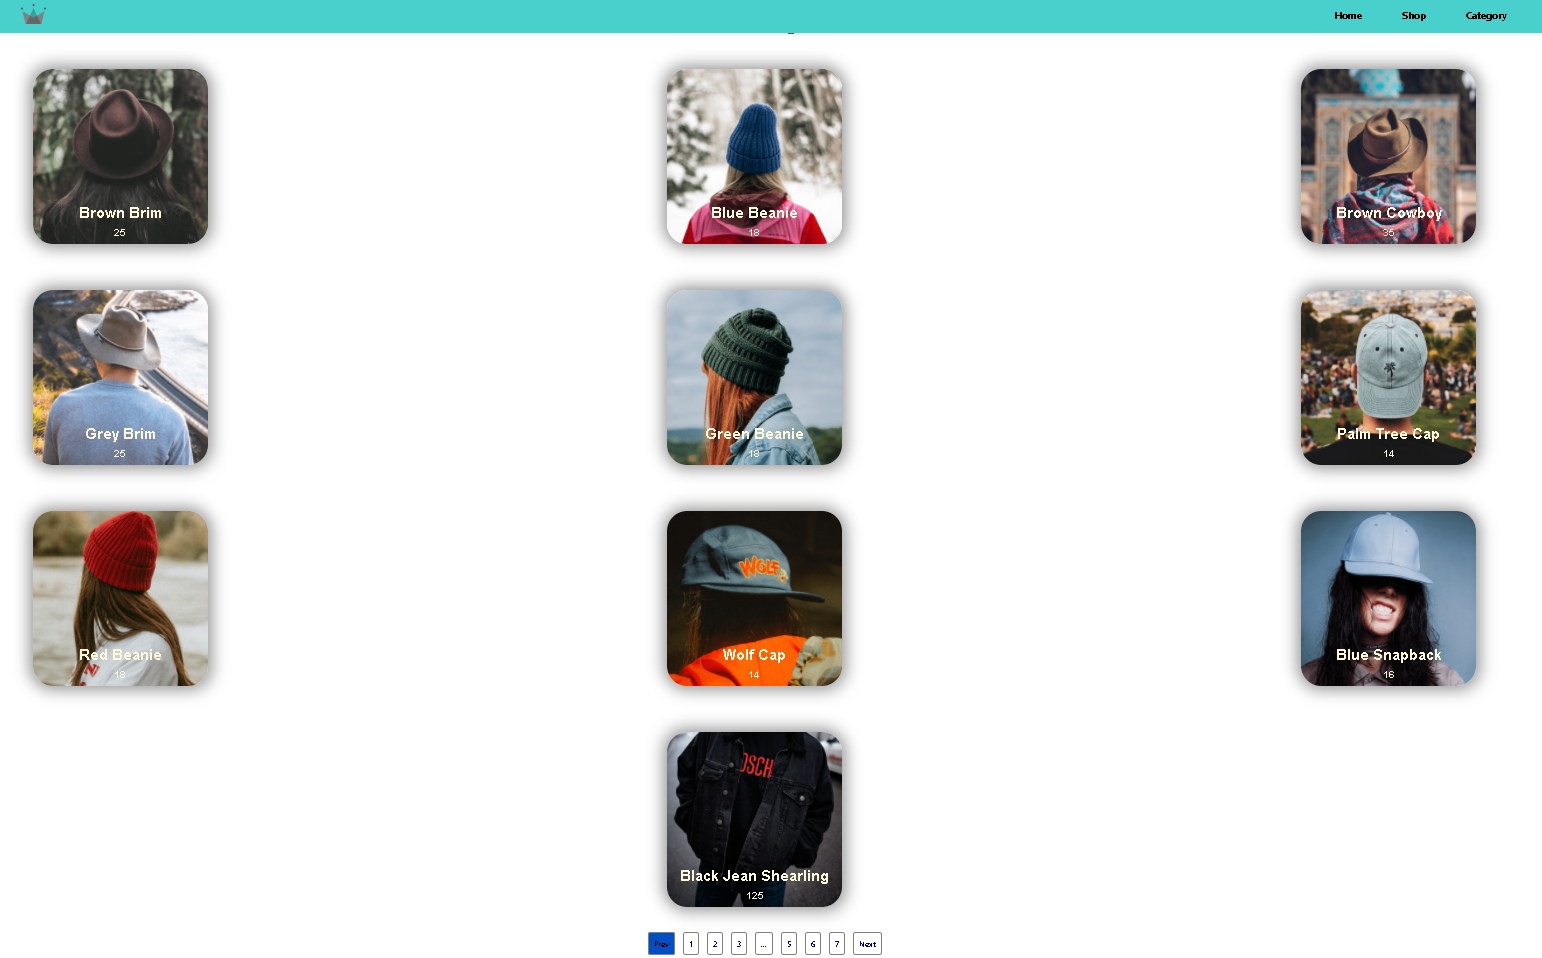 Home Shop Category
Brown Brim
25
Blue Beanie
18
Brown Cowboy
35
Grey Brim
25
Green Beanie
18
Palm Tree Cap
14
Red Beanie
18
WOLF
Wolf Cap
14
Blue Snapback
16
OSCH
Black Jean Shearling
125
Prev 1 2 3 ... 5 6 7 Next